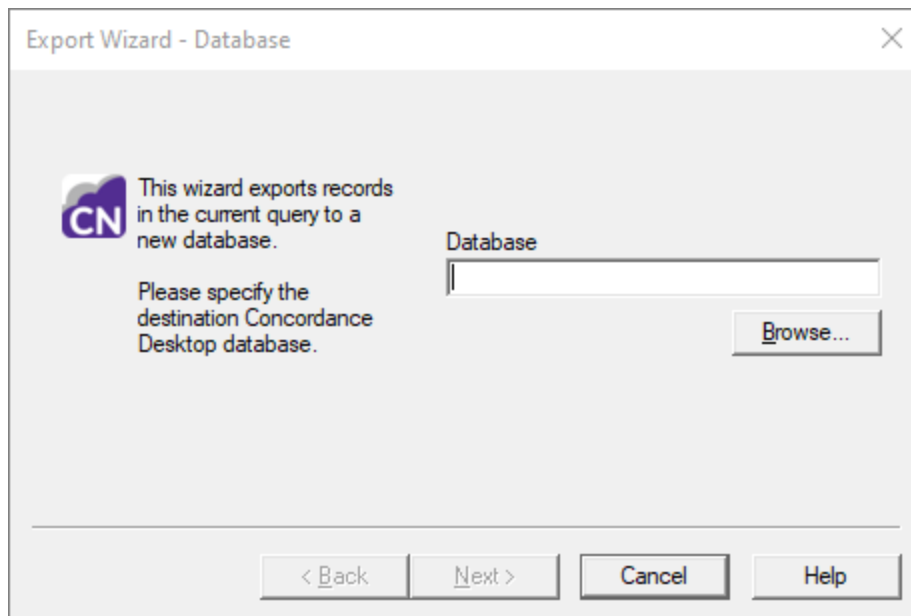 Export Wizard - Database
CN
This wizard exports records
in the current query to a
new database.
Please specify the
destination Concordance
Desktop database.
Database
Browse...
< Back
Next >
Cancel
Help